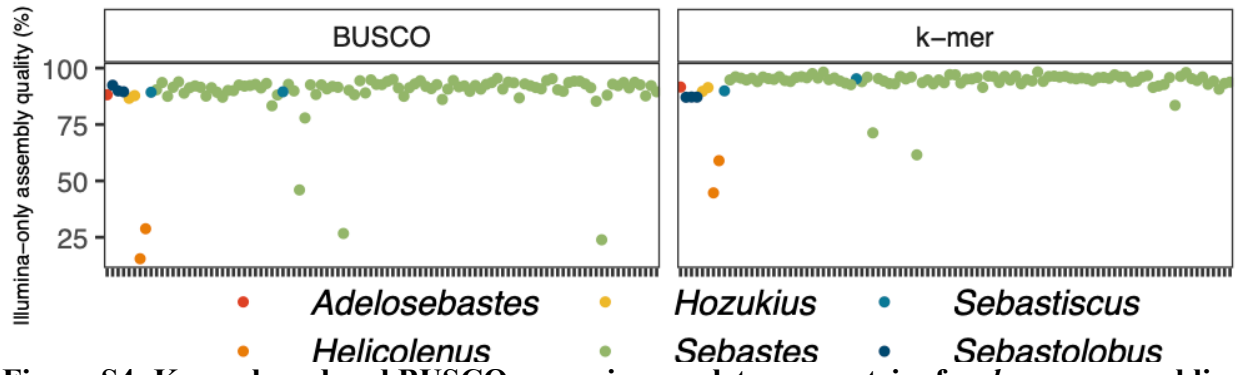 Illumina−only assembly quality (%)
BUSCO
k−mer
100
75
50
25
Adelosebastes
Hozukius
Sebastiscus
Helicolenus
Sebastes
Sebastolobus